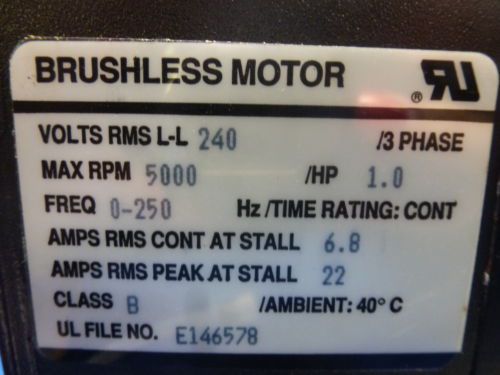 BRUSHLESS MOTOR ®
VOLTS RMS L-L 240 /3 PHASE
MAX RPM 5000 /HP 1.0
FREQ 0-250 Hz /TIME RATING: CONT
AMPS RMS CONT AT STALL 6.8
AMPS RMS PEAK AT STALL 22
CLASS B /AMBIENT: 40° C
UL FILE NO. E146578